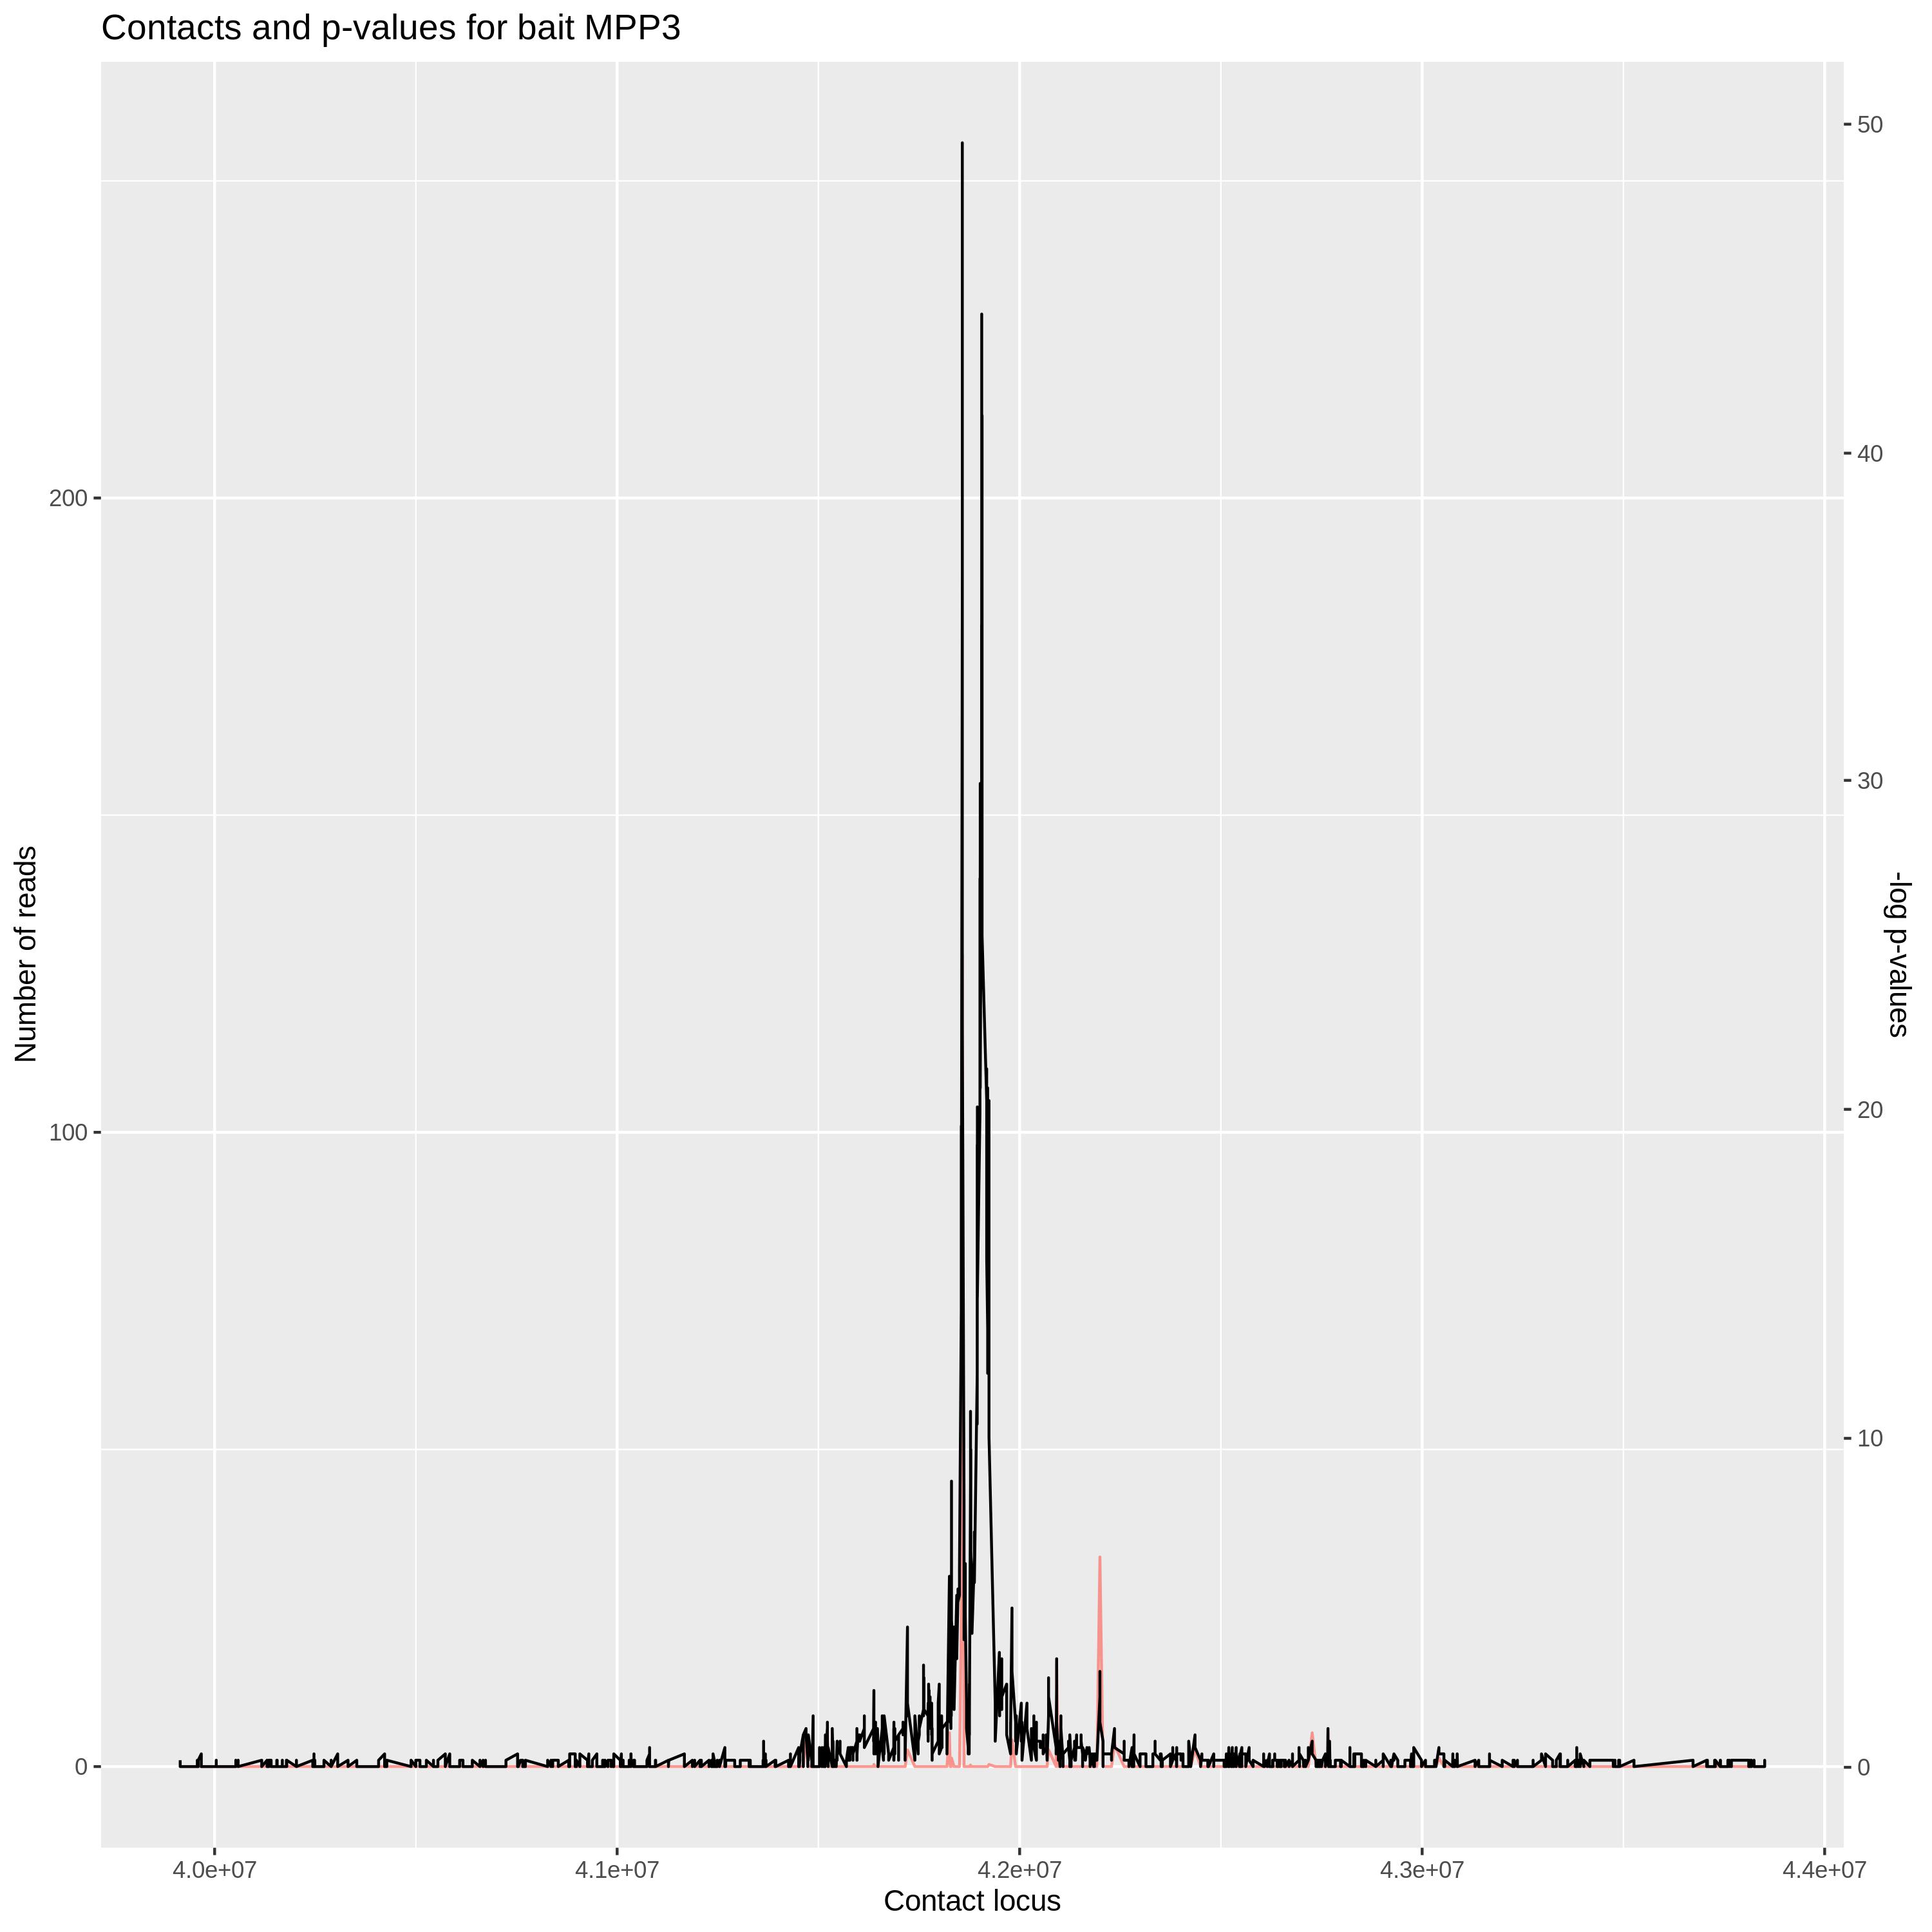 Contacts and p-values for bait MPP3
Number of reads
200
100
0
50
40
30
20
10
0
-log p-values
4.0e+07
4.1e+07
4.2e+07
4.3e+07
4.4e+07
Contact locus